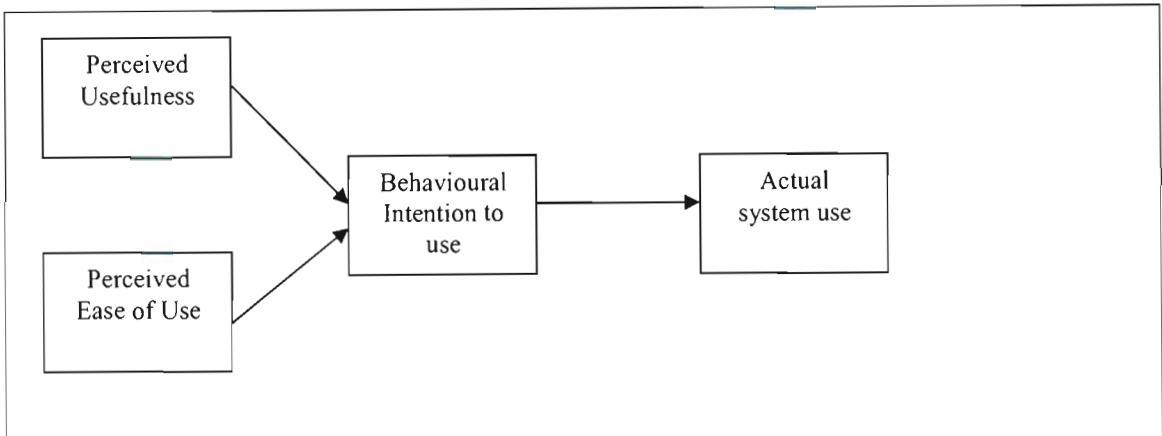 Perceived
Usefulness
Perceived
Ease of Use
Behavioural
Intention to
use
Actual
system use